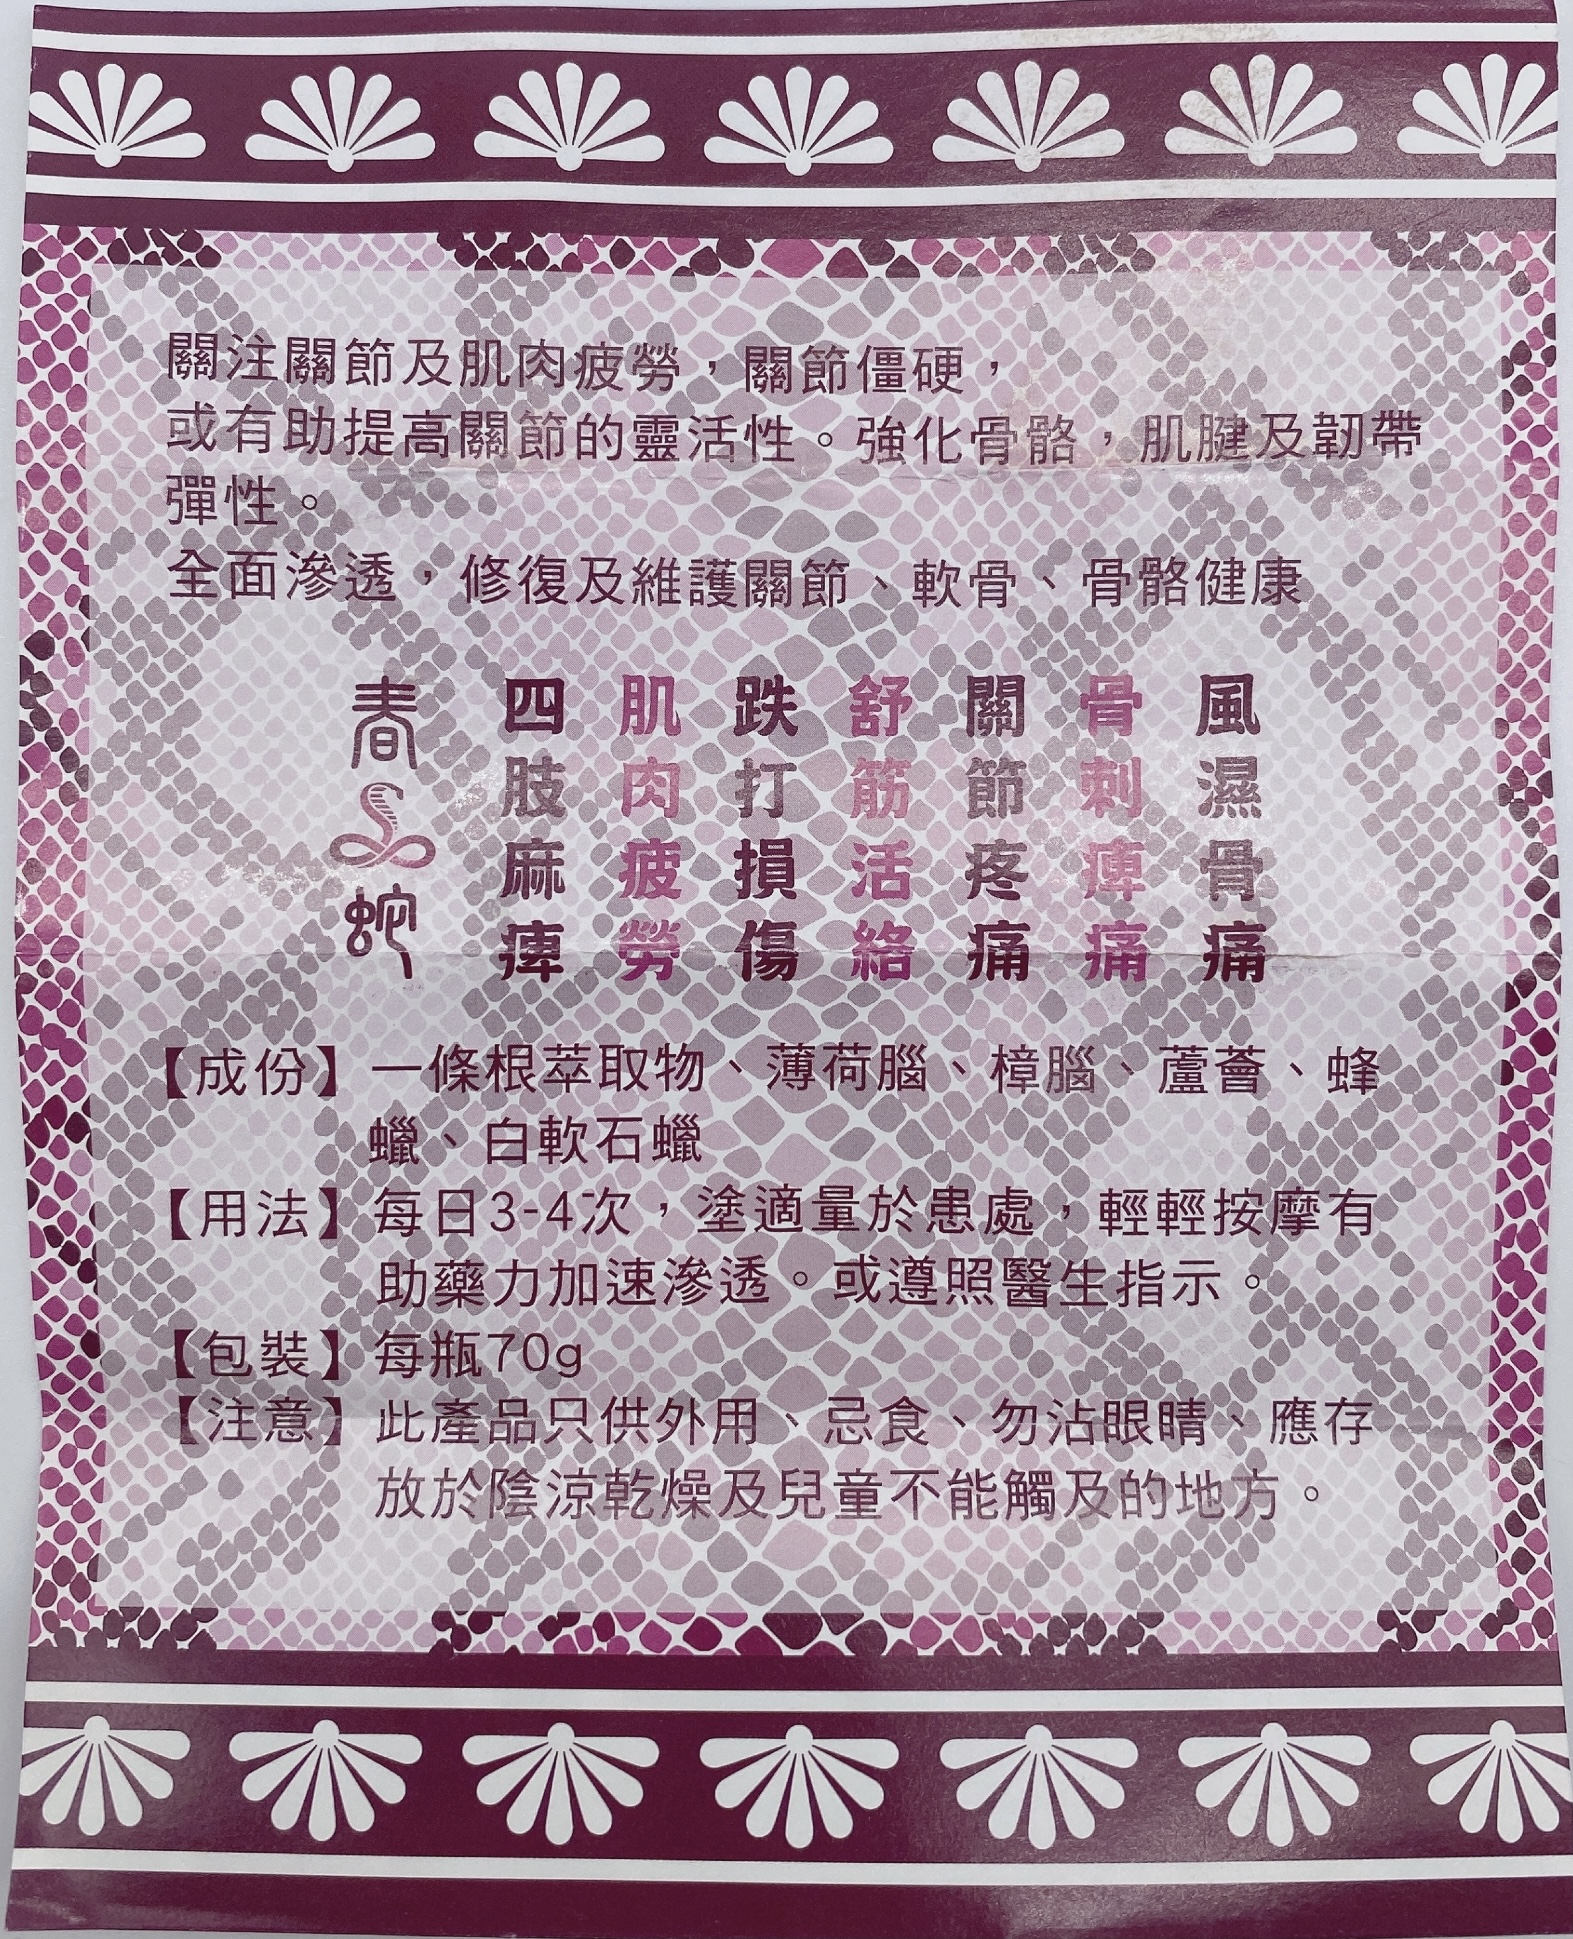 關注關節及肌肉疲勞，關節僵硬，
或有助提高關節的靈活性。強化骨骼，肌腱及韌帶
彈性。
全面滲透，修復及維護關節、軟骨、骨骼健康
風濕骨痛
骨刺痺痛
關節疼痛
舒筋活絡
跌打損傷
肌肉疲勞
四肢麻痺
春蛇
【成份】一條根萃取物、薄荷腦、樟腦、蘆薈、蜂
蠟、白軟石蠟
【用法】每日3-4次，塗適量於患處，輕輕按摩有
助藥力加速滲透。或遵照醫生指示。
【包裝】每瓶70g
【注意】此產品只供外用、忌食、勿沾眼睛、應存
放於陰涼乾燥及兒童不能觸及的地方。